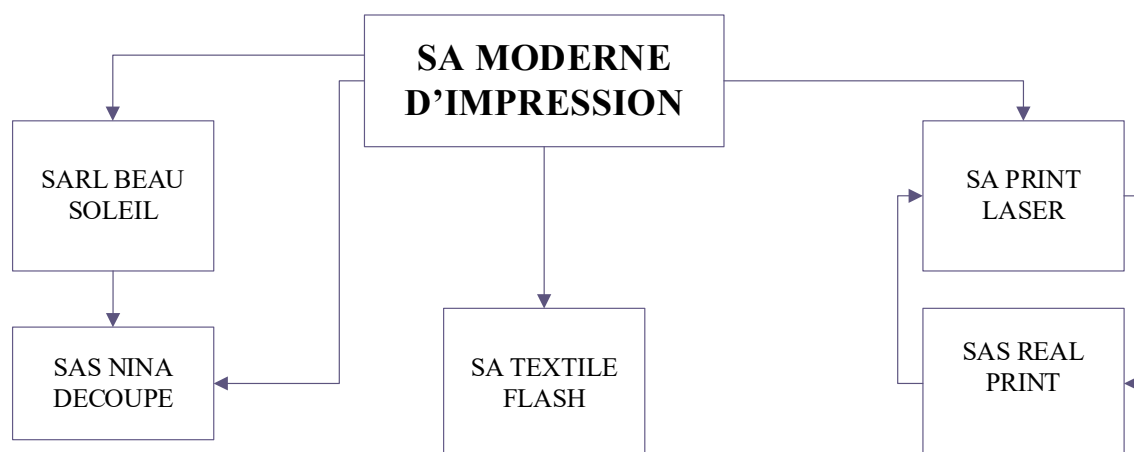 SA MODERNE
D’IMPRESSION
SARL BEAU
SOLEIL
SA PRINT
LASER
SAS NINA
DECOUPE
SA TEXTILE
FLASH
SAS REAL
PRINT